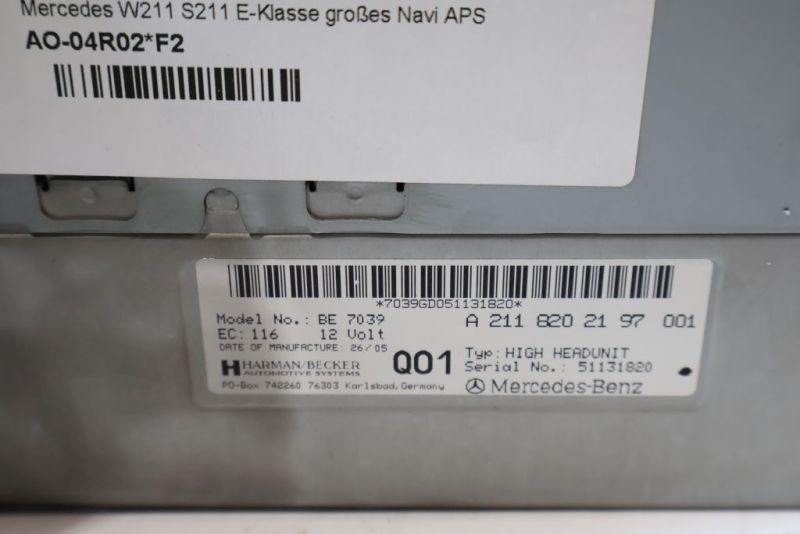 Mercedes W211 S211 E-Klasse großes Navi APS
AO-04R02*F2
*7039GD051131820*
Model No.: BE 7039 A 211 820 21 97 001
EC: 116 12 Volt
DATE OF MANUFACTURE: 26/05
Q01
Typ: HIGH HEADUNIT
HARMAN/BECKER
AUTOMOTIVE SYSTEMS
Serial No.: 51131820
PO-Box 742260 76303 Karlsbad, Germany
Mercedes-Benz